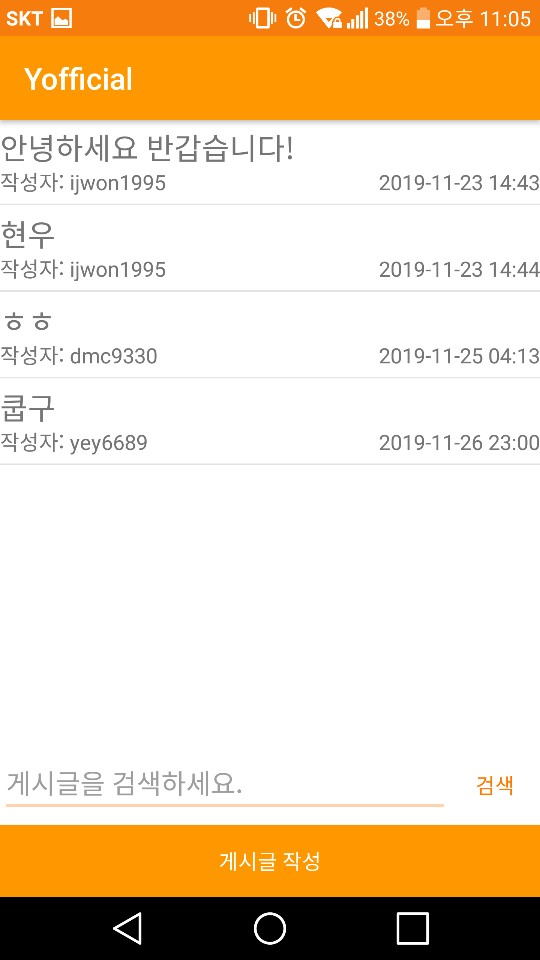 SKT 38% 오후 11:05
Yofficial
안녕하세요 반갑습니다!
작성자: ijwon1995 2019-11-23 14:43
현우
작성자: ijwon1995 2019-11-23 14:44
ㅎㅎ
작성자: dmc9330 2019-11-25 04:13
쿱구
작성자: yey6689 2019-11-26 23:00
게시글을 검색하세요. 검색
게시글 작성